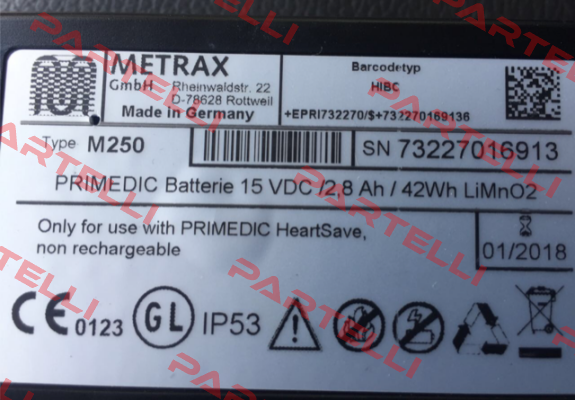 METRAX
GmbH Rheinwaldstr. 22
D-78628 Rottweil
Made in Germany
Barcodetyp
HIBC
+EPRI732270/$+732270169136
Type M250
SN 73227016913
PRIMEDIC Batterie 15 VDC /2,8 Ah / 42Wh LiMnO2
Only for use with PRIMEDIC HeartSave,
non rechargeable
01/2018
CE 0123 GL IP53
PARTELLI
PARTELLI
PARTELLI
PARTELLI
PARTELLI
PARTELLI
PARTELLI